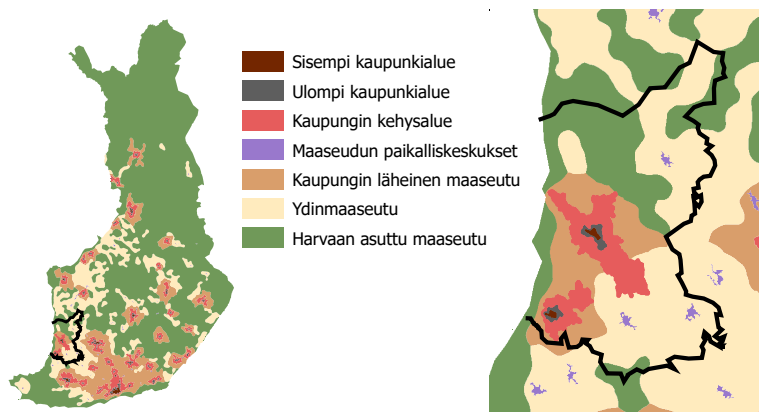 Sisempi kaupunkialue
Ulompi kaupunkialue
Kaupungin kehysalue
Maaseudun paikalliskeskukset
Kaupungin läheinen maaseutu
Ydinmaaseutu
Harvaan asuttu maaseutu